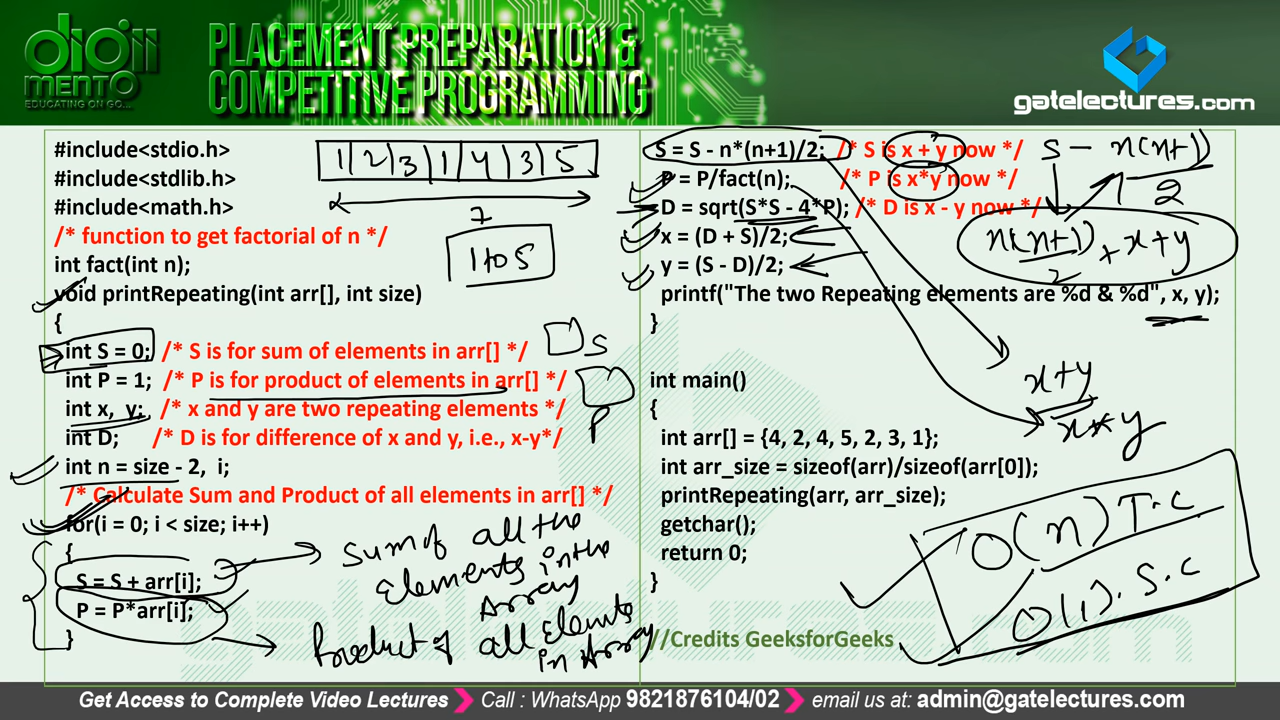 digii
MENTO
EDUCATING ON GO...
PLACEMENT PREPARATION &
COMPETITIVE PROGRAMMING
gatelectures.com
#include<stdio.h>
#include<stdlib.h>
#include<math.h>
/* function to get factorial of n */
int fact(int n);
void printRepeating(int arr[], int size)
{
int S = 0; /* S is for sum of elements in arr[] */
int P = 1; /* P is for product of elements in arr[] */
int x, y; /* x and y are two repeating elements */
int D; /* D is for difference of x and y, i.e., x-y*/
int n = size - 2, i;
/* Calculate Sum and Product of all elements in arr[] */
for(i = 0; i < size; i++)
{
S = S + arr[i];
P = P*arr[i];
}
1 2 3 1 4 3 5
7
1 to 5
S
P
Sum of all the
Elements in the
Array
Product of all Elements
in Array
S = S - n*(n+1)/2; /* S is x + y now */
P = P/fact(n); /* P is x*y now */
D = sqrt(S*S - 4*P); /* D is x - y now */
x = (D + S)/2;
y = (S - D)/2;
printf("The two Repeating elements are %d & %d", x, y);
}
int main()
{
int arr[] = {4, 2, 4, 5, 2, 3, 1};
int arr_size = sizeof(arr)/sizeof(arr[0]);
printRepeating(arr, arr_size);
getchar();
return 0;
}
//Credits GeeksforGeeks
S - n(n+1)
2
n(n+1) + x+y
2
x+y
x*y
O(n) T.C
O(1). S.C
Get Access to Complete Video Lectures Call : WhatsApp 9821876104/02 email us at: admin@gatelectures.com